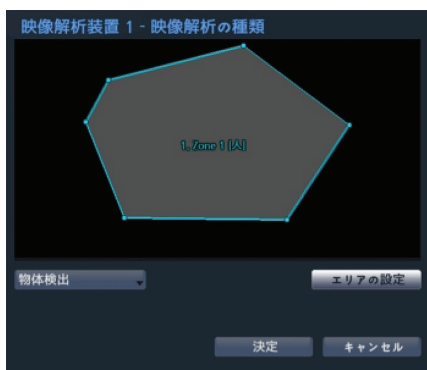 映像解析装置 1 - 映像解析の種類
1, Zone 1 [人]
物体検出
エリアの設定
決定
キャンセル